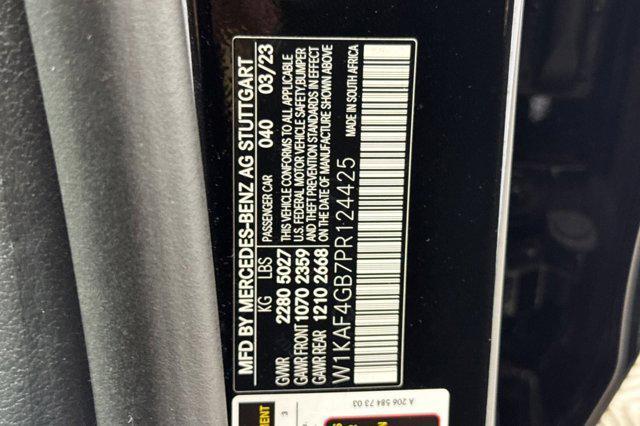 MFD BY MERCEDES-BENZ AG STUTTGART
KG LBS PASSENGER CAR 040 03/23
GVWR 2280 5027
GAWR FRONT 1070 2359
GAWR REAR 1210 2668
THIS VEHICLE CONFORMS TO ALL APPLICABLE
U.S. FEDERAL MOTOR VEHICLE SAFETY, BUMPER
AND THEFT PREVENTION STANDARDS IN EFFECT
ON THE DATE OF MANUFACTURE SHOWN ABOVE
W1KAF4GB7PR124425 MADE IN SOUTH AFRICA
A 206 584 73 03
3